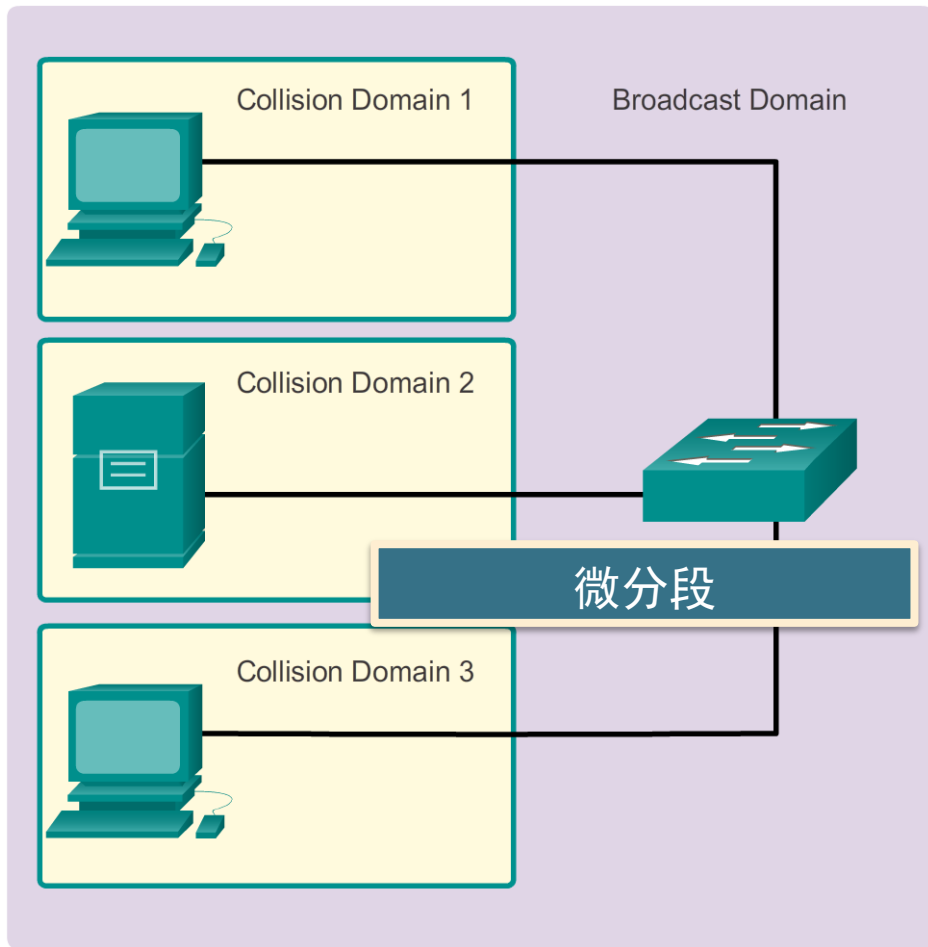 Collision Domain 1
Broadcast Domain
Collision Domain 2
微分段
Collision Domain 3